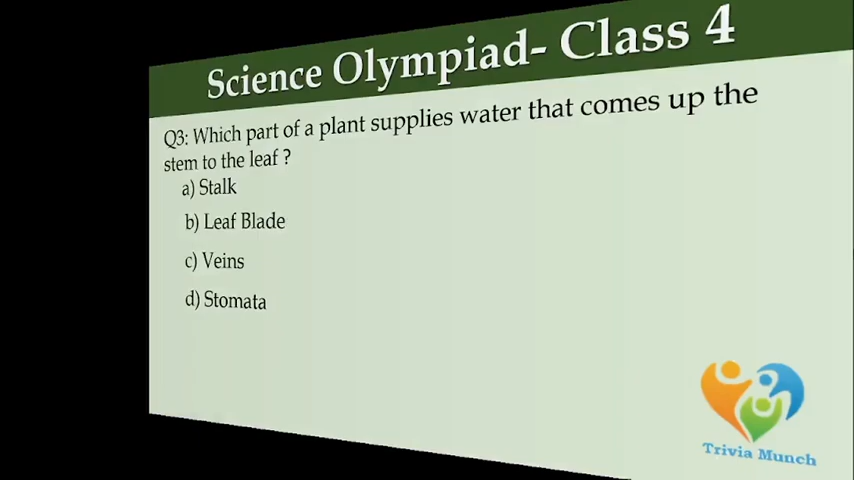 Science Olympiad- Class 4
Q3: Which part of a plant supplies water that comes up the
stem to the leaf ?
a) Stalk
b) Leaf Blade
c) Veins
d) Stomata
Trivia Munch